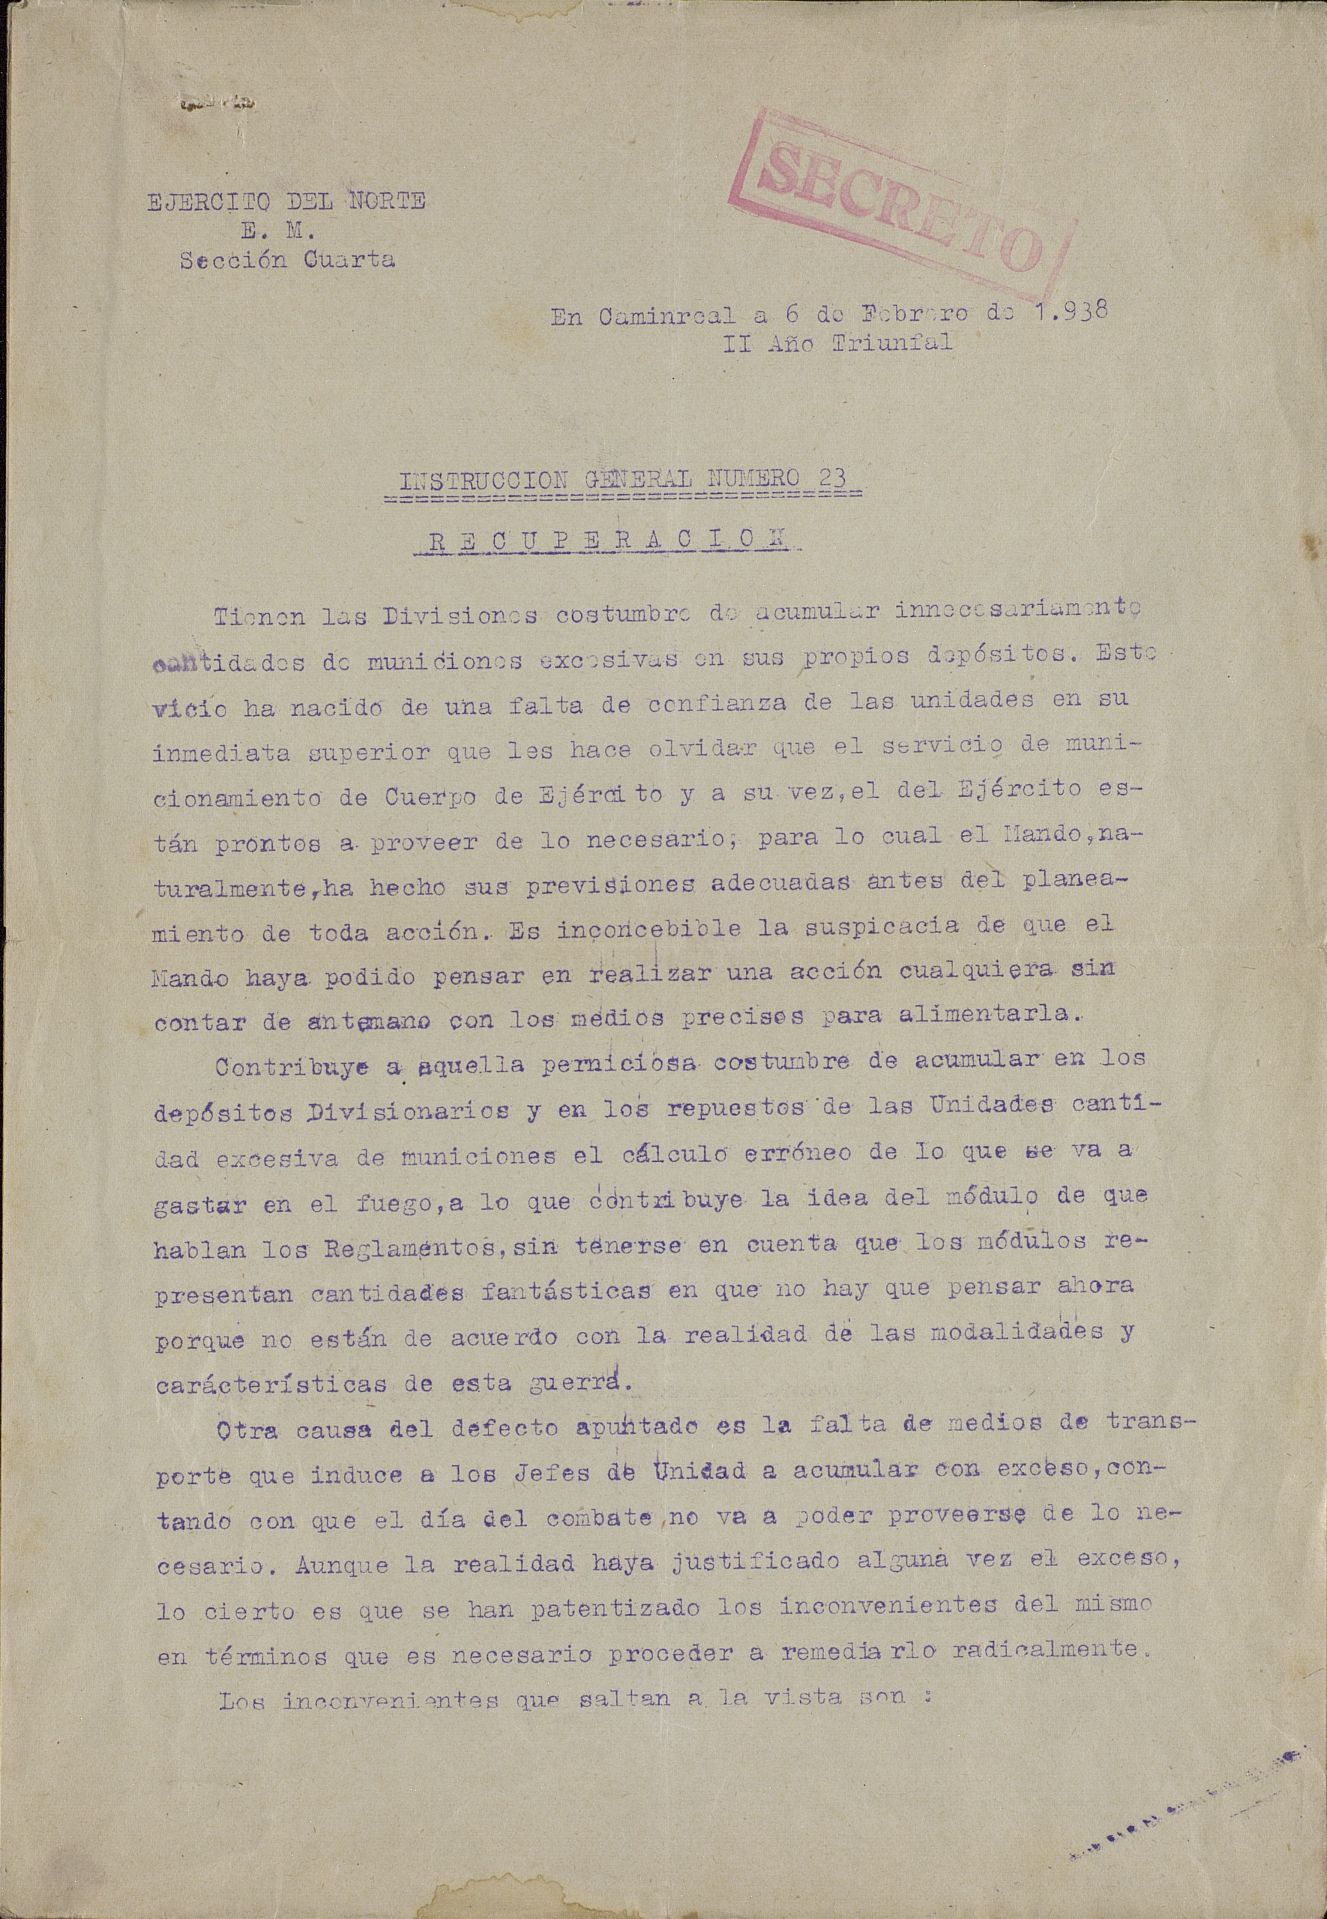 SECRETO
EJERCITO DEL NORTE
E. M.
Sección Cuarta
En Caminreal a 6 de Febrero de 1.938
II Año Triunfal
INSTRUCCION GENERAL NUMERO 23
R E C U P E R A C I O N
Tienen las Divisiones costumbre de acumular innecesariamente
cantidades de municiones excesivas en sus propios depósitos. Este
vicio ha nacido de una falta de confianza de las unidades en su
inmediata superior que les hace olvidar que el servicio de muni-
cionamiento de Cuerpo de Ejército y a su vez,el del Ejército es-
tán prontos a proveer de lo necesario, para lo cual el Mando,na-
turalmente,ha hecho sus previsiones adecuadas antes del planea-
miento de toda acción. Es inconcebible la suspicacia de que el
Mando haya podido pensar en realizar una acción cualquiera sin
contar de antemano con los medios precisos para alimentarla.
Contribuye a aquella perniciosa costumbre de acumular en los
depósitos Divisionarios y en los repuestos de las Unidades canti-
dad excesiva de municiones el cálculo erróneo de lo que se va a
gastar en el fuego,a lo que contribuye la idea del módulo de que
hablan los Reglamentos,sin tenerse en cuenta que los módulos re-
presentan cantidades fantásticas en que no hay que pensar ahora
porque no están de acuerdo con la realidad de las modalidades y
carácterísticas de esta guerra.
Otra causa del defecto apuntado es la falta de medios de trans-
porte que induce a los Jefes de Unidad a acumular con exceso,con-
tando con que el día del combate no va a poder proveerse de lo ne-
cesario. Aunque la realidad haya justificado alguna vez el exceso,
lo cierto es que se han patentizado los inconvenientes del mismo
en términos que es necesario proceder a remediarlo radicalmente.
Los inconvenientes que saltan a la vista son :